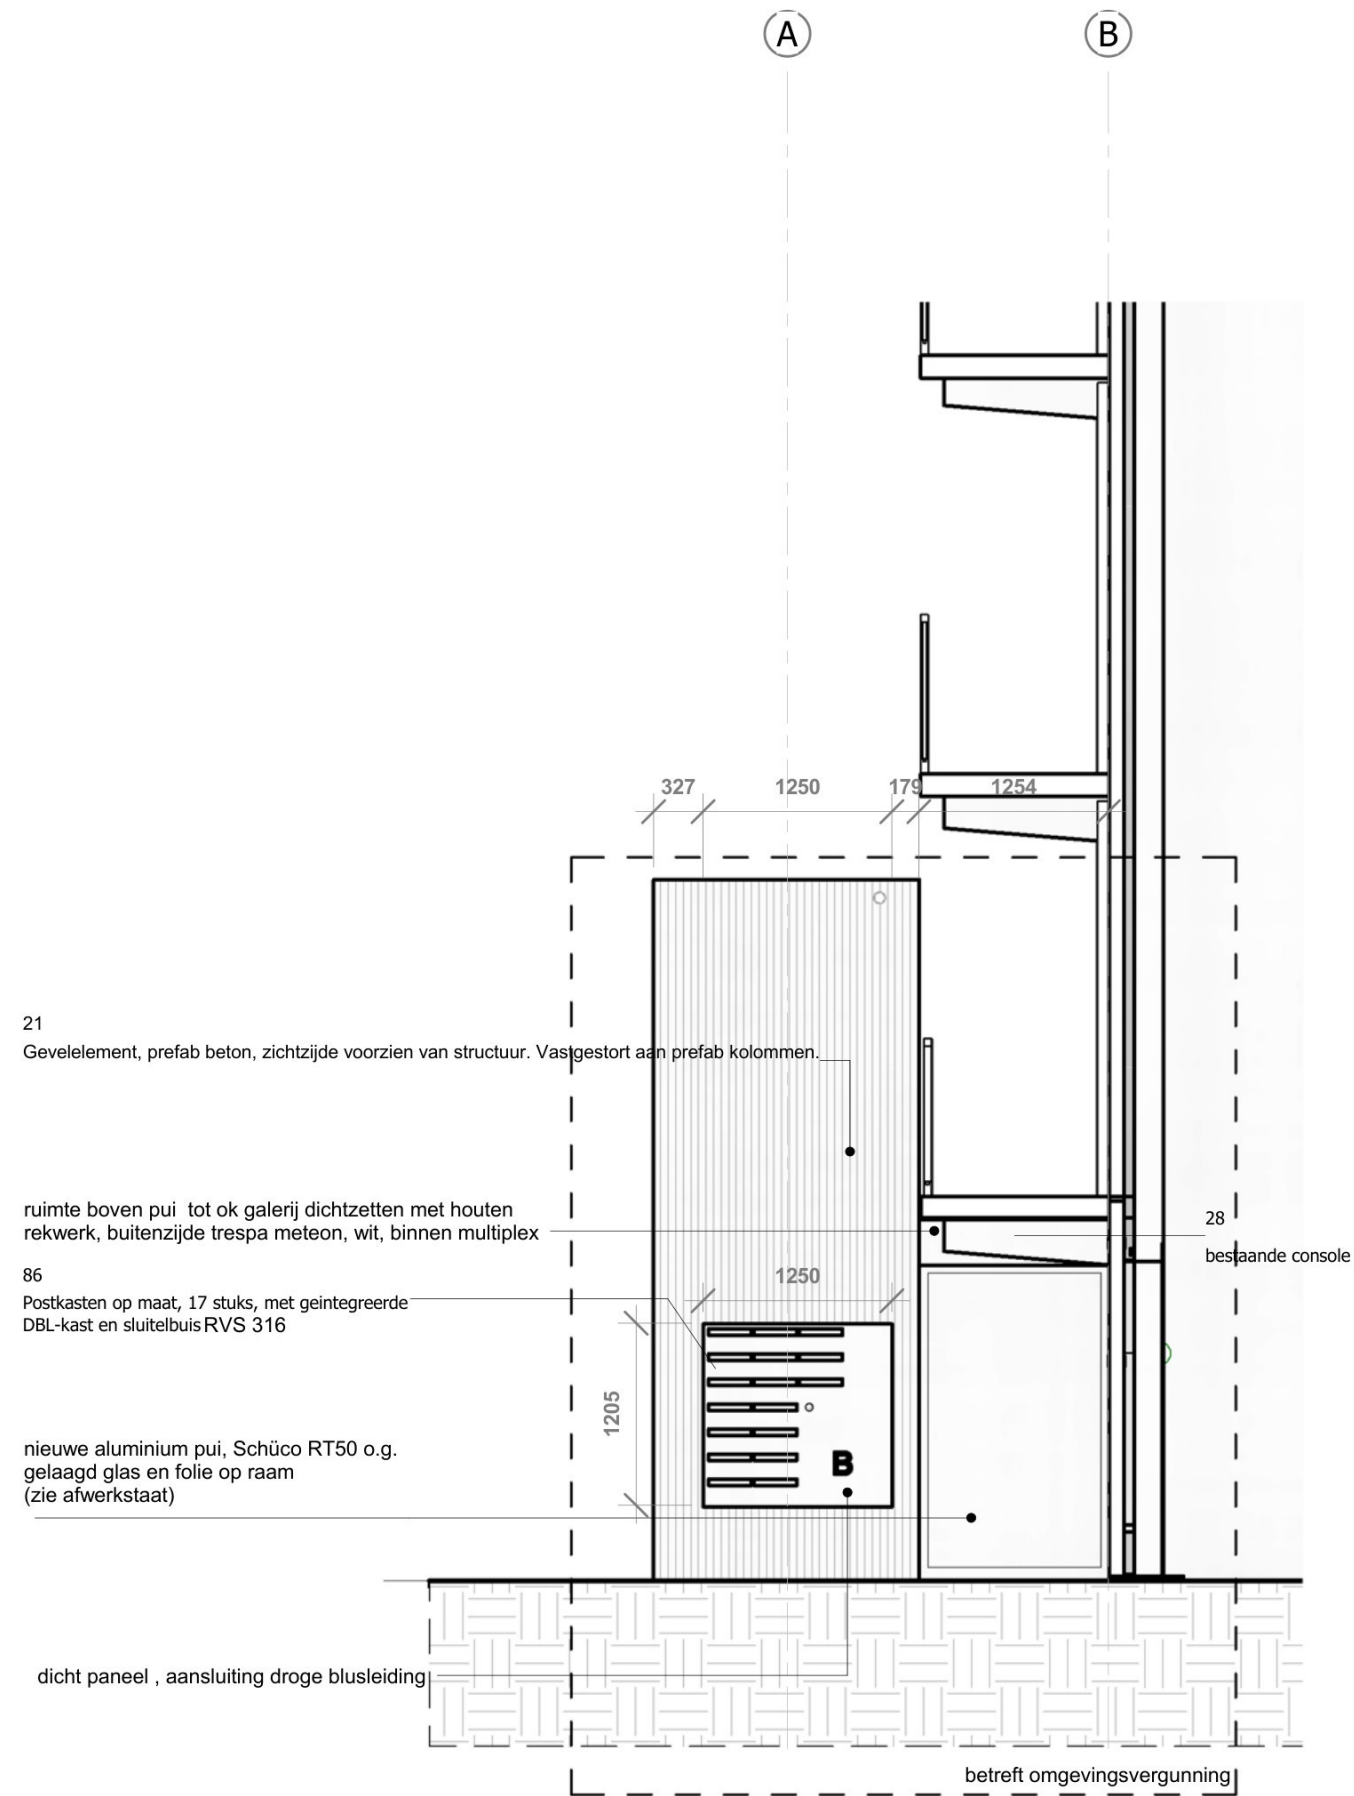 A
B
327
1250
179
1254
21
Gevelelement, prefab beton, zichtzijde voorzien van structuur. Vastgestort aan prefab kolommen.
ruimte boven pui tot ok galerij dichtzetten met houten
rekwerk, buitenzijde trespa meteon, wit, binnen multiplex
28
bestaande console
86
Postkasten op maat, 17 stuks, met geintegreerde
DBL-kast en sluitelbuis RVS 316
1250
1205
nieuwe aluminium pui, Schüco RT50 o.g.
gelaagd glas en folie op raam
(zie afwerkstaat)
B
dicht paneel , aansluiting droge blusleiding
betreft omgevingsvergunning